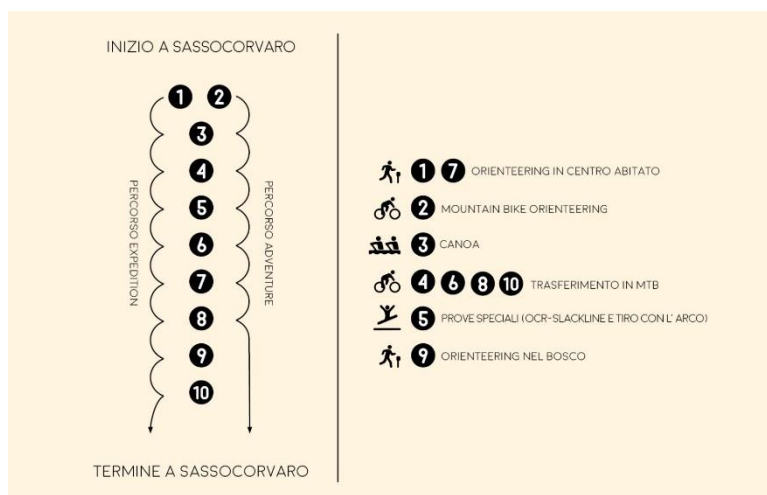 INIZIO A SASSOCORVARO
1 2
3
4
5
6
7
8
9
10
PERCORSO EXPEDITION
PERCORSO ADVENTURE
TERMINE A SASSOCORVARO
1 7 ORIENTEERING IN CENTRO ABITATO
2 MOUNTAIN BIKE ORIENTEERING
3 CANOA
4 6 8 10 TRASFERIMENTO IN MTB
5 PROVE SPECIALI (OCR-SLACKLINE E TIRO CON L' ARCO)
9 ORIENTEERING NEL BOSCO